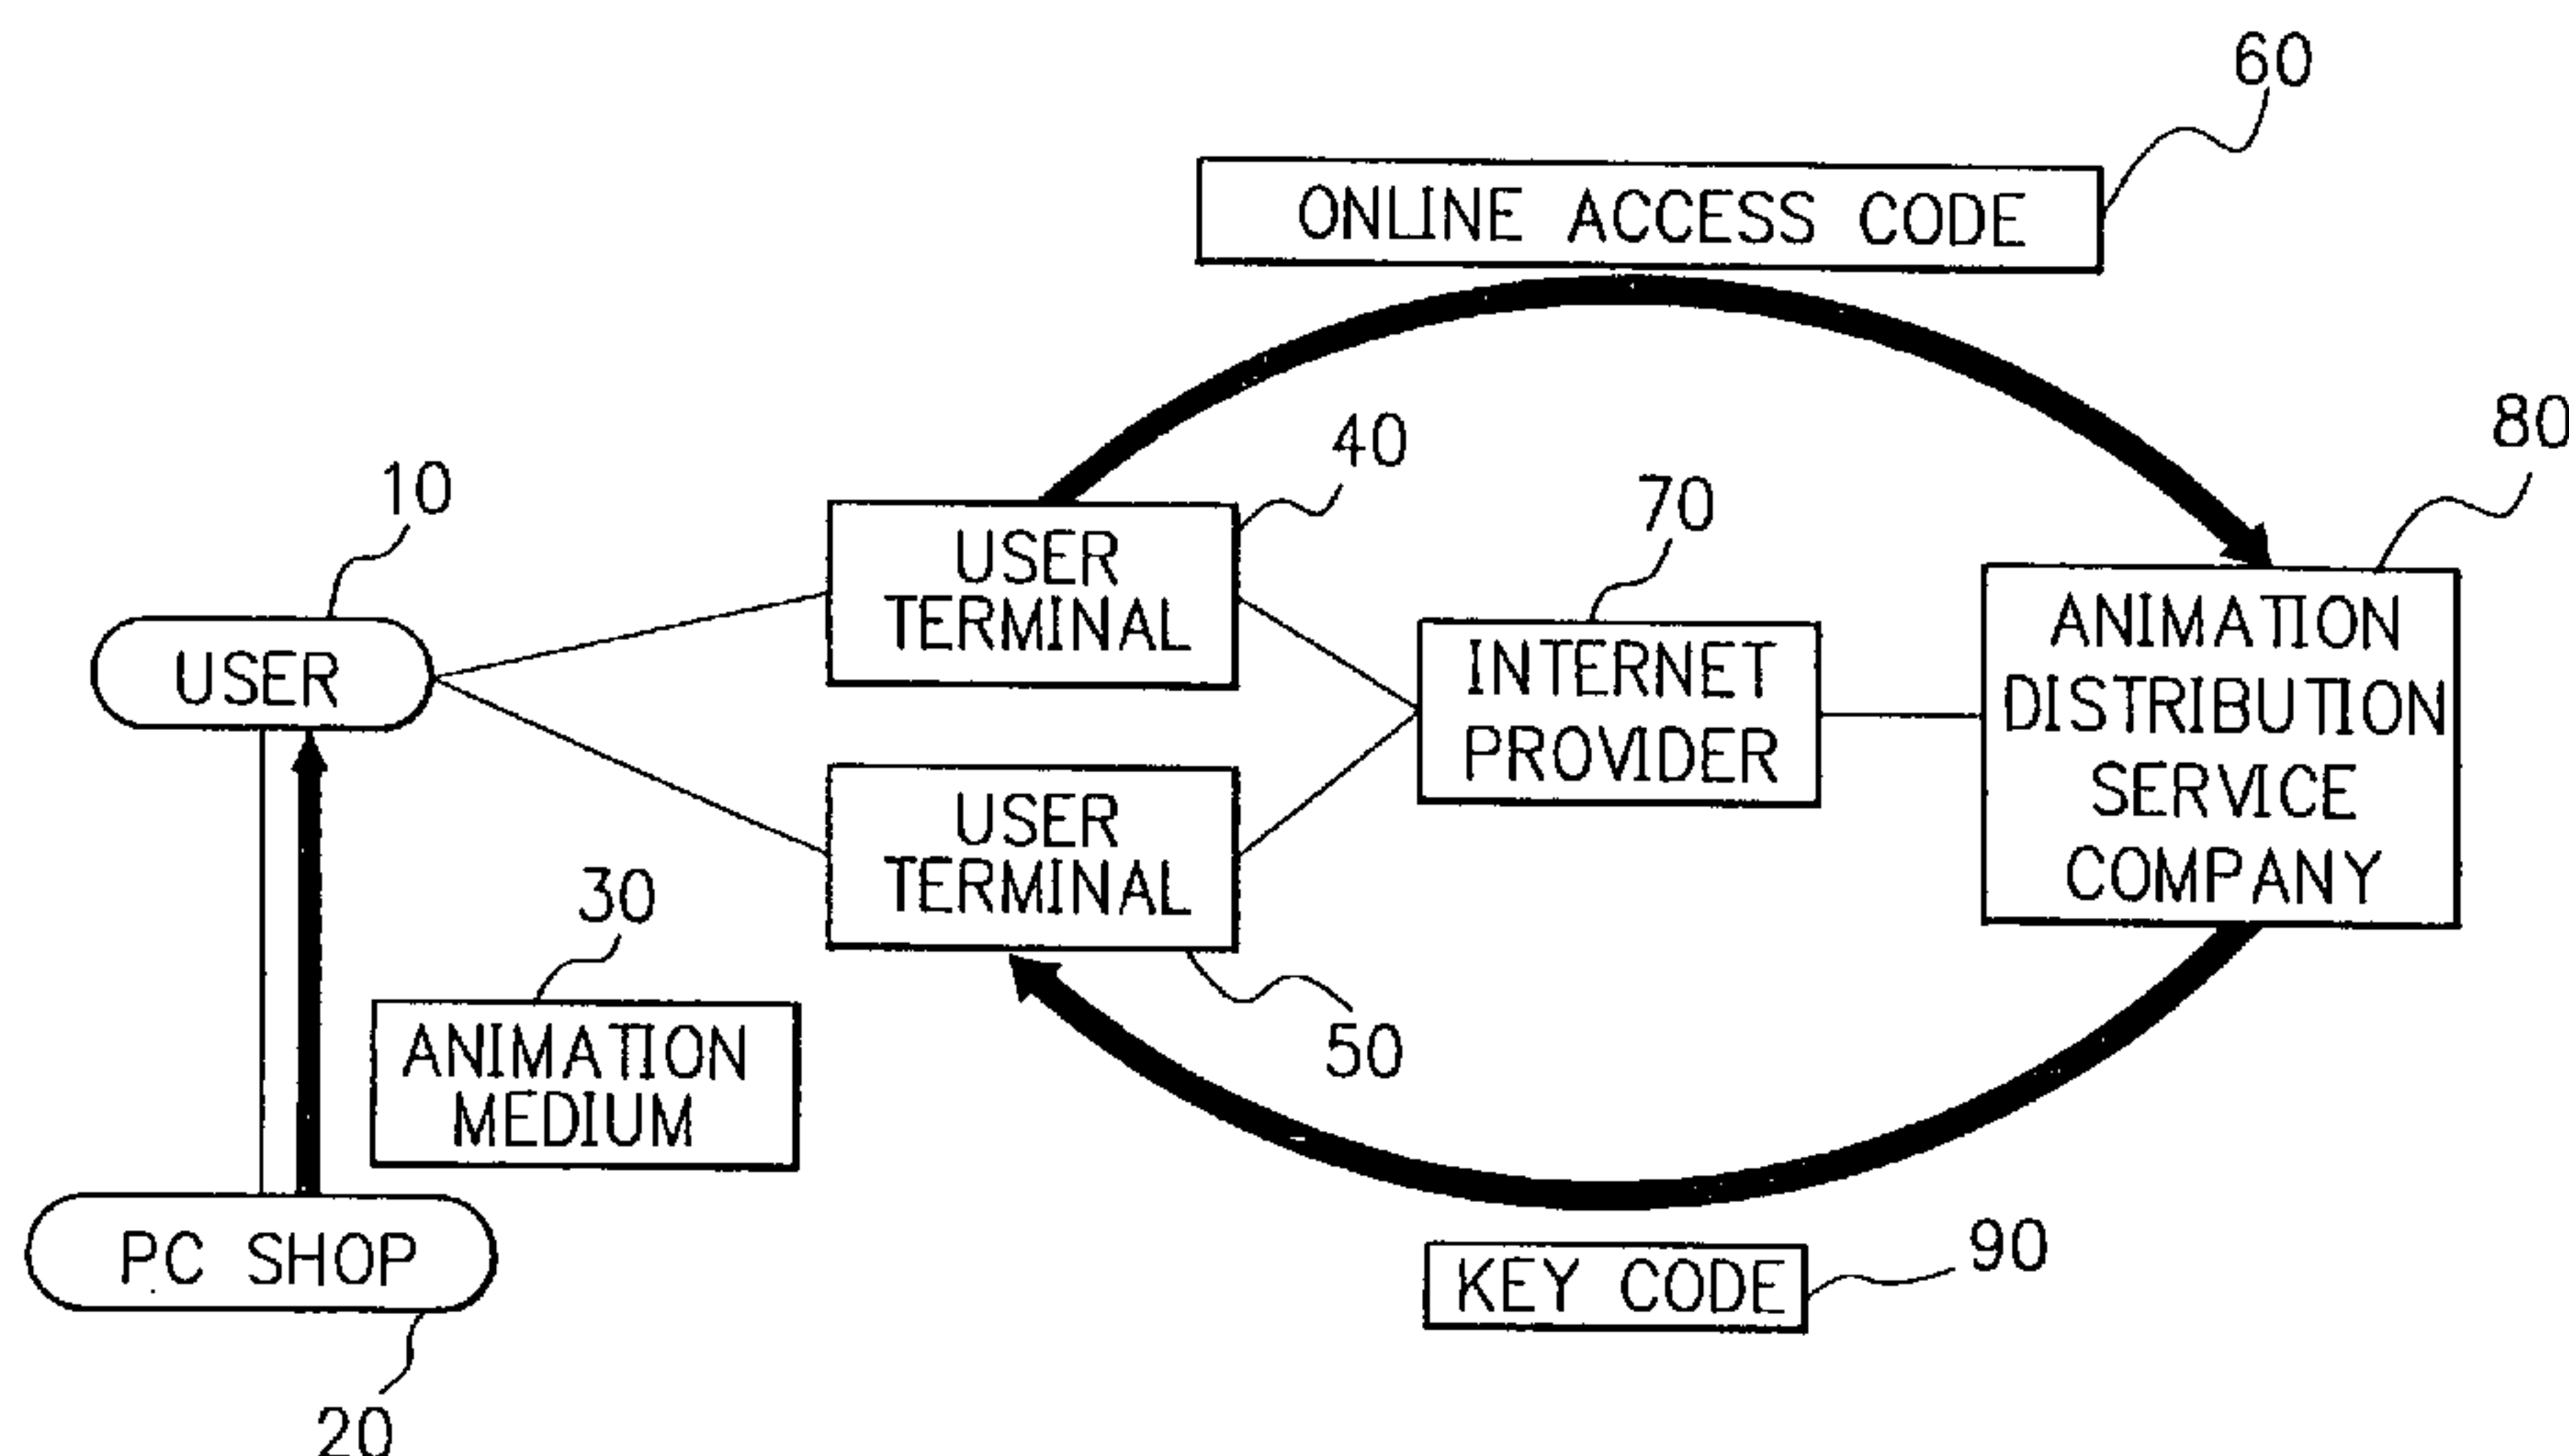 60
ONLINE ACCESS CODE
80
40
10
70
USER
TERMINAL
ANIMATION
DISTRIBUTION
SERVICE
COMPANY
USER
INTERNET
PROVIDER
USER
TERMINAL
30
50
ANIMATION
MEDIUM
PC SHOP
90
KEY CODE
20